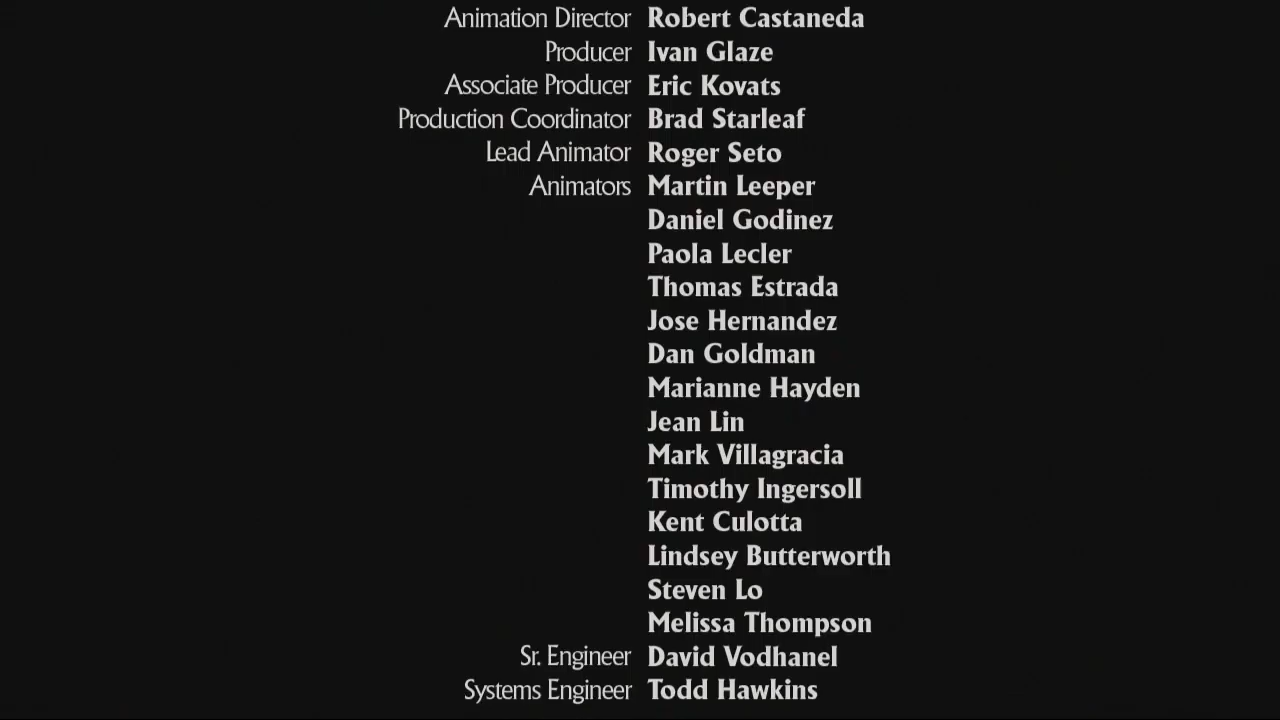 Animation Director Robert Castaneda
Producer Ivan Glaze
Associate Producer Eric Kovats
Production Coordinator Brad Starleaf
Lead Animator Roger Seto
Animators Martin Leeper
Daniel Godinez
Paola Lecler
Thomas Estrada
Jose Hernandez
Dan Goldman
Marianne Hayden
Jean Lin
Mark Villagracia
Timothy Ingersoll
Kent Culotta
Lindsey Butterworth
Steven Lo
Melissa Thompson
Sr. Engineer David Vodhanel
Systems Engineer Todd Hawkins